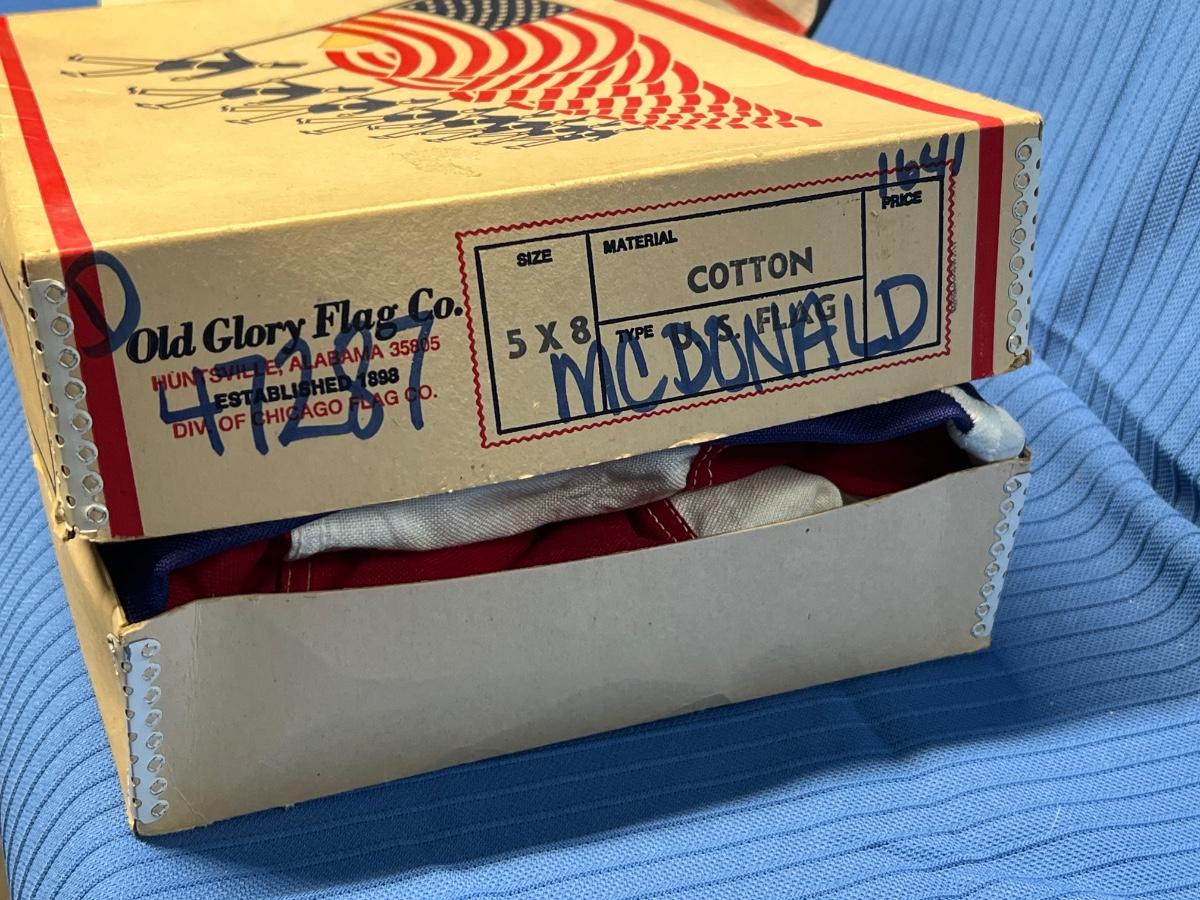 1641
D
Old Glory Flag Co.
HUNTSVILLE, ALABAMA 35805
ESTABLISHED 1898
DIV. OF CHICAGO FLAG CO.
47287
SIZE
5 X 8
MATERIAL
COTTON
TYPE U. S. FLAG
PRICE
MCDONALD